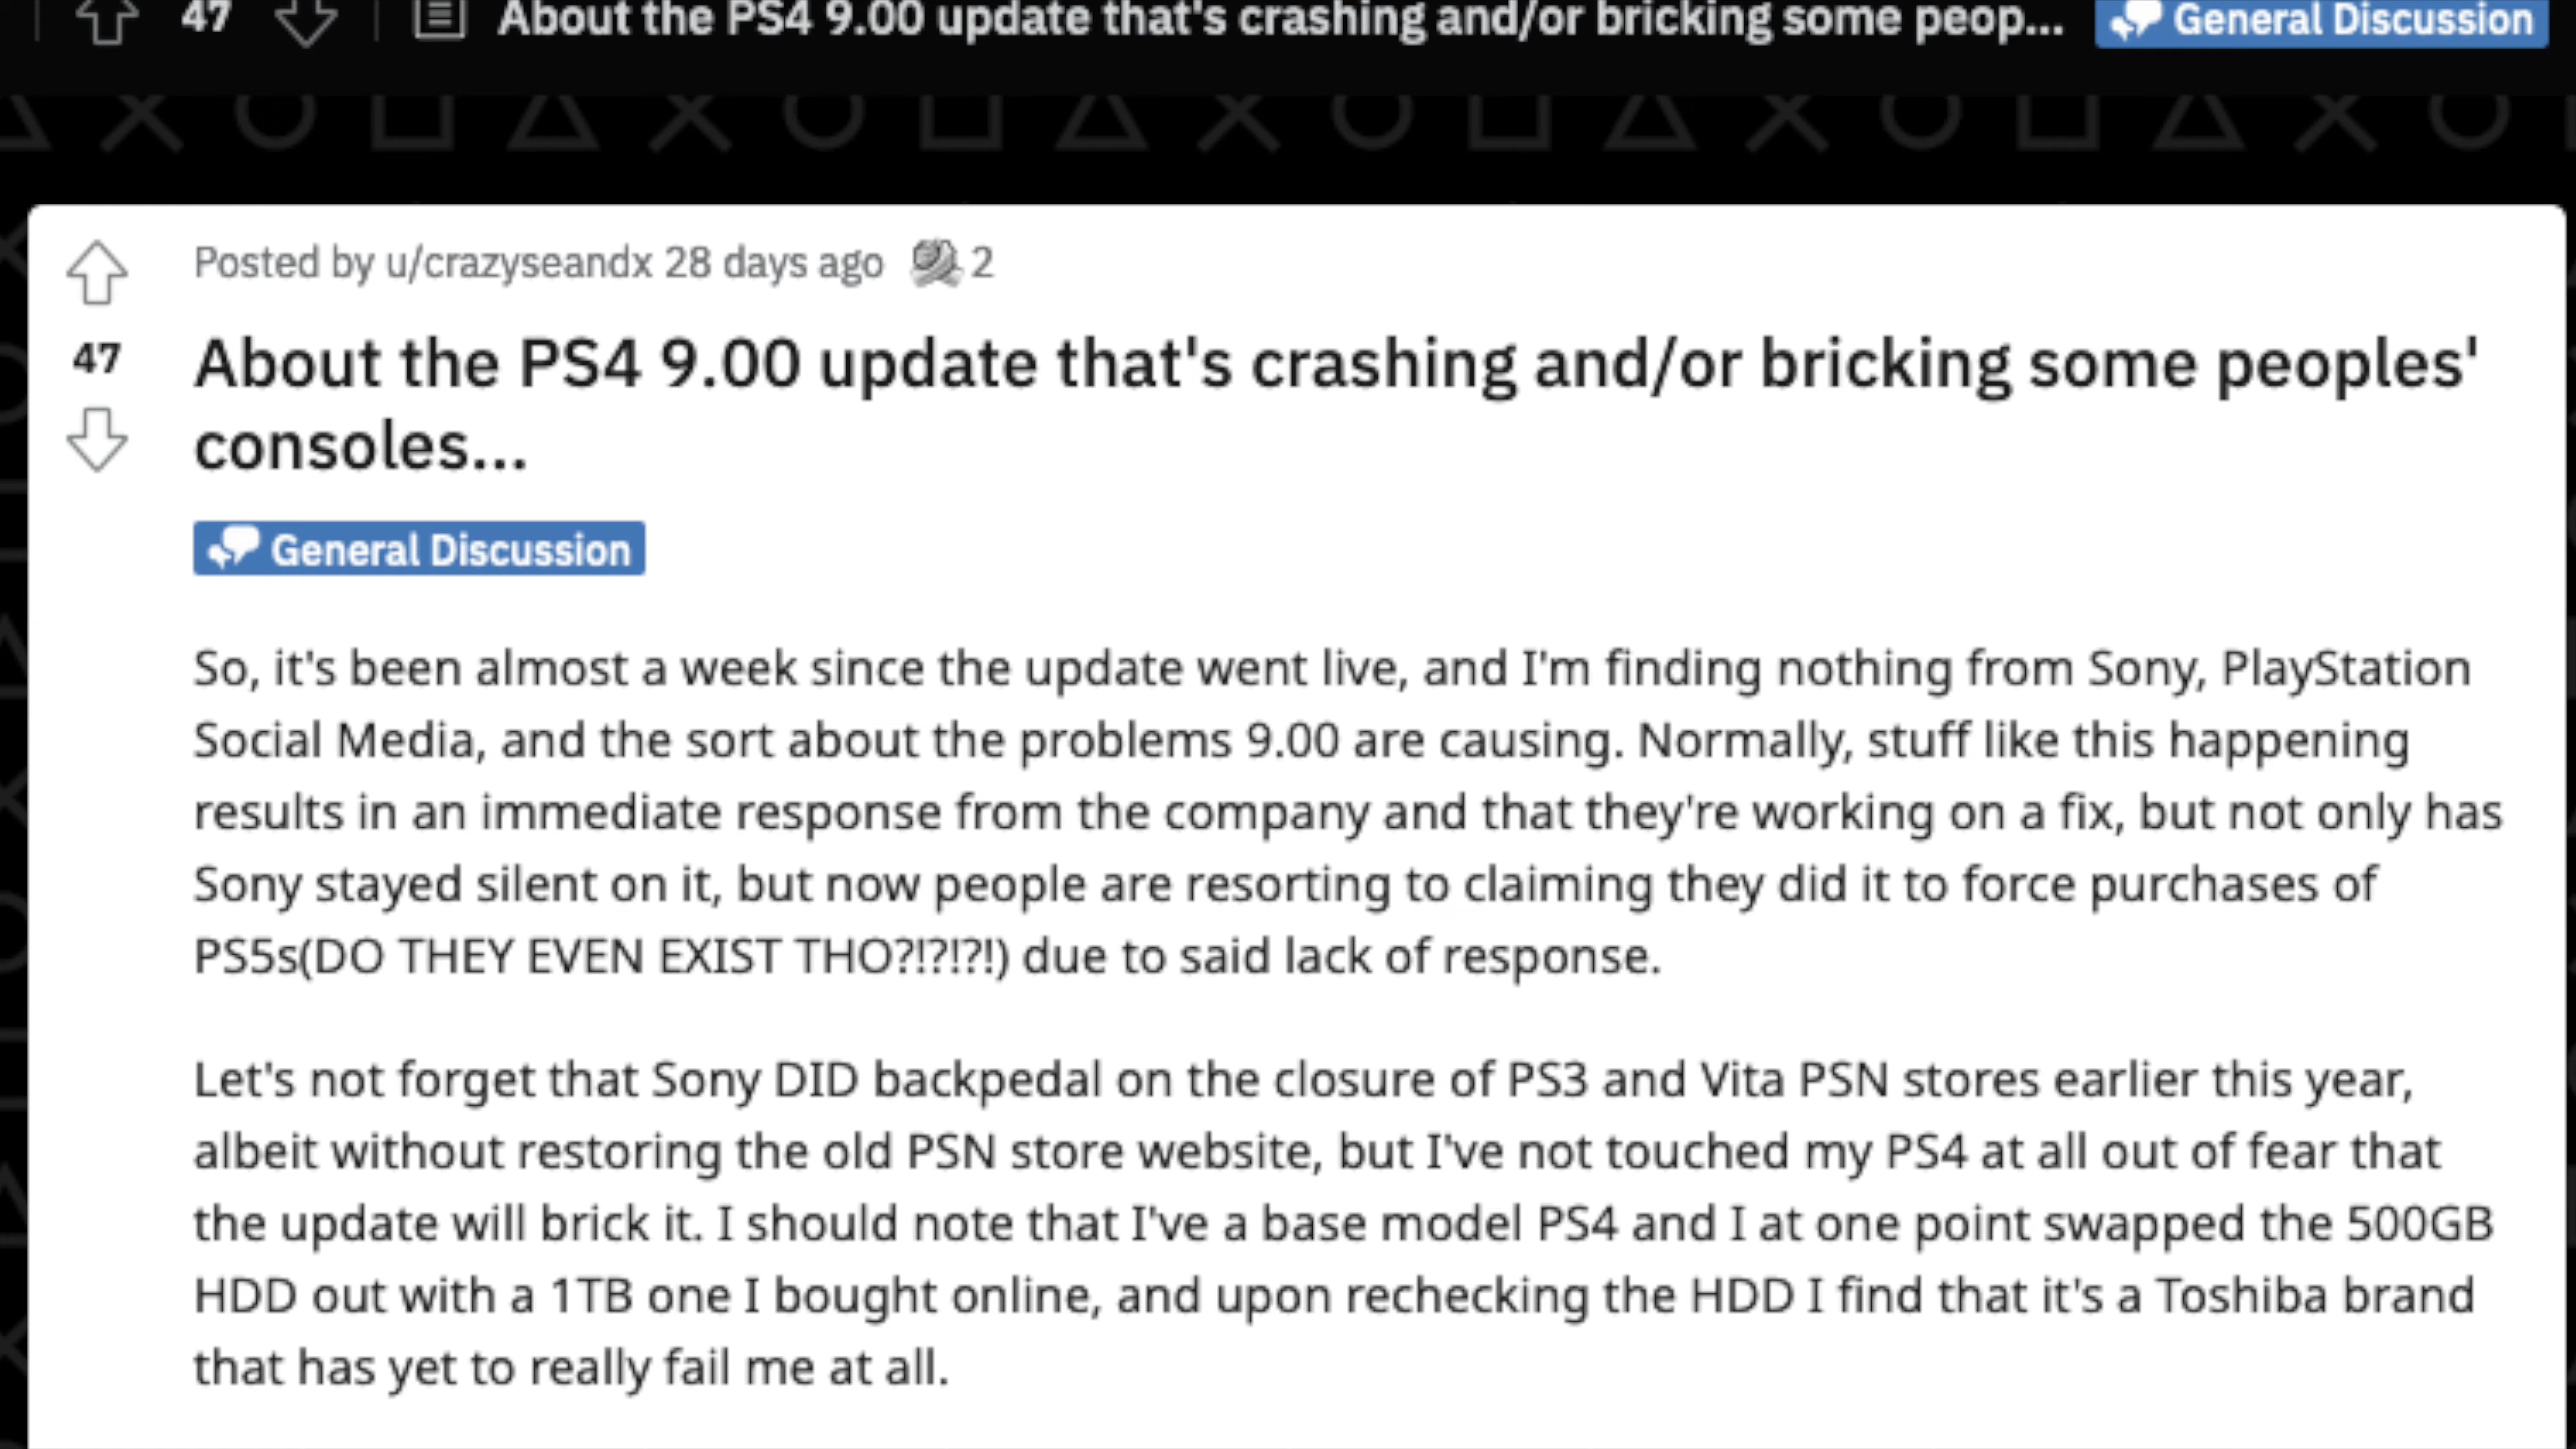 47 About the PS4 9.00 update that's crashing and/or bricking some peop... General Discussion
Posted by u/crazyseandx 28 days ago 2
47
About the PS4 9.00 update that's crashing and/or bricking some peoples'
consoles...
General Discussion
So, it's been almost a week since the update went live, and I'm finding nothing from Sony, PlayStation
Social Media, and the sort about the problems 9.00 are causing. Normally, stuff like this happening
results in an immediate response from the company and that they're working on a fix, but not only has
Sony stayed silent on it, but now people are resorting to claiming they did it to force purchases of
PS5s(DO THEY EVEN EXIST THO?!?!?!) due to said lack of response.
Let's not forget that Sony DID backpedal on the closure of PS3 and Vita PSN stores earlier this year,
albeit without restoring the old PSN store website, but I've not touched my PS4 at all out of fear that
the update will brick it. I should note that I've a base model PS4 and I at one point swapped the 500GB
HDD out with a 1TB one I bought online, and upon rechecking the HDD I find that it's a Toshiba brand
that has yet to really fail me at all.